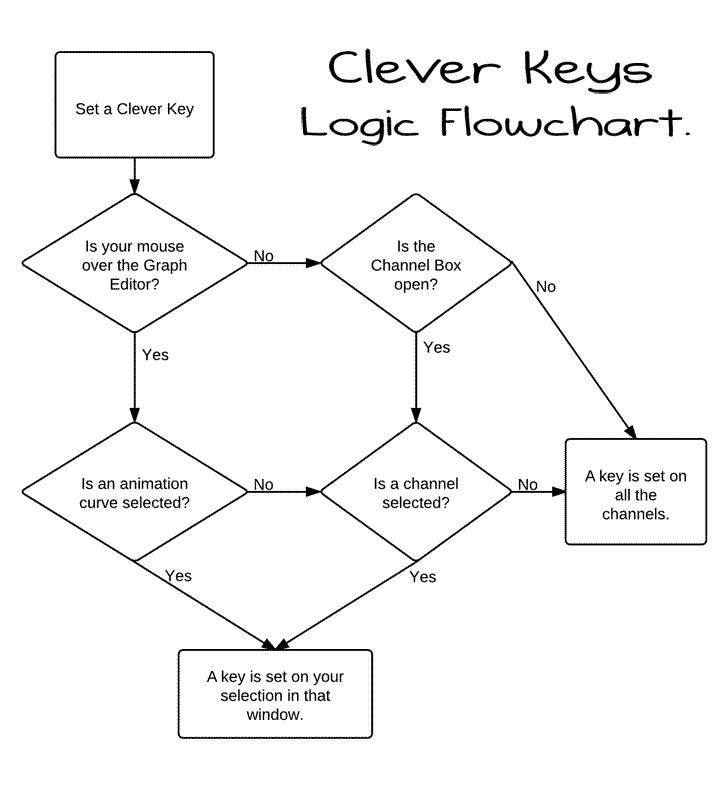 Clever Keys
Logic Flowchart.
Set a Clever Key
Is your mouse
over the Graph
Editor?
No
Is the
Channel Box
open?
No
Yes
Yes
Is an animation
curve selected?
No
Is a channel
selected?
No
A key is set on
all the
channels.
Yes
Yes
A key is set on your
selection in that
window.